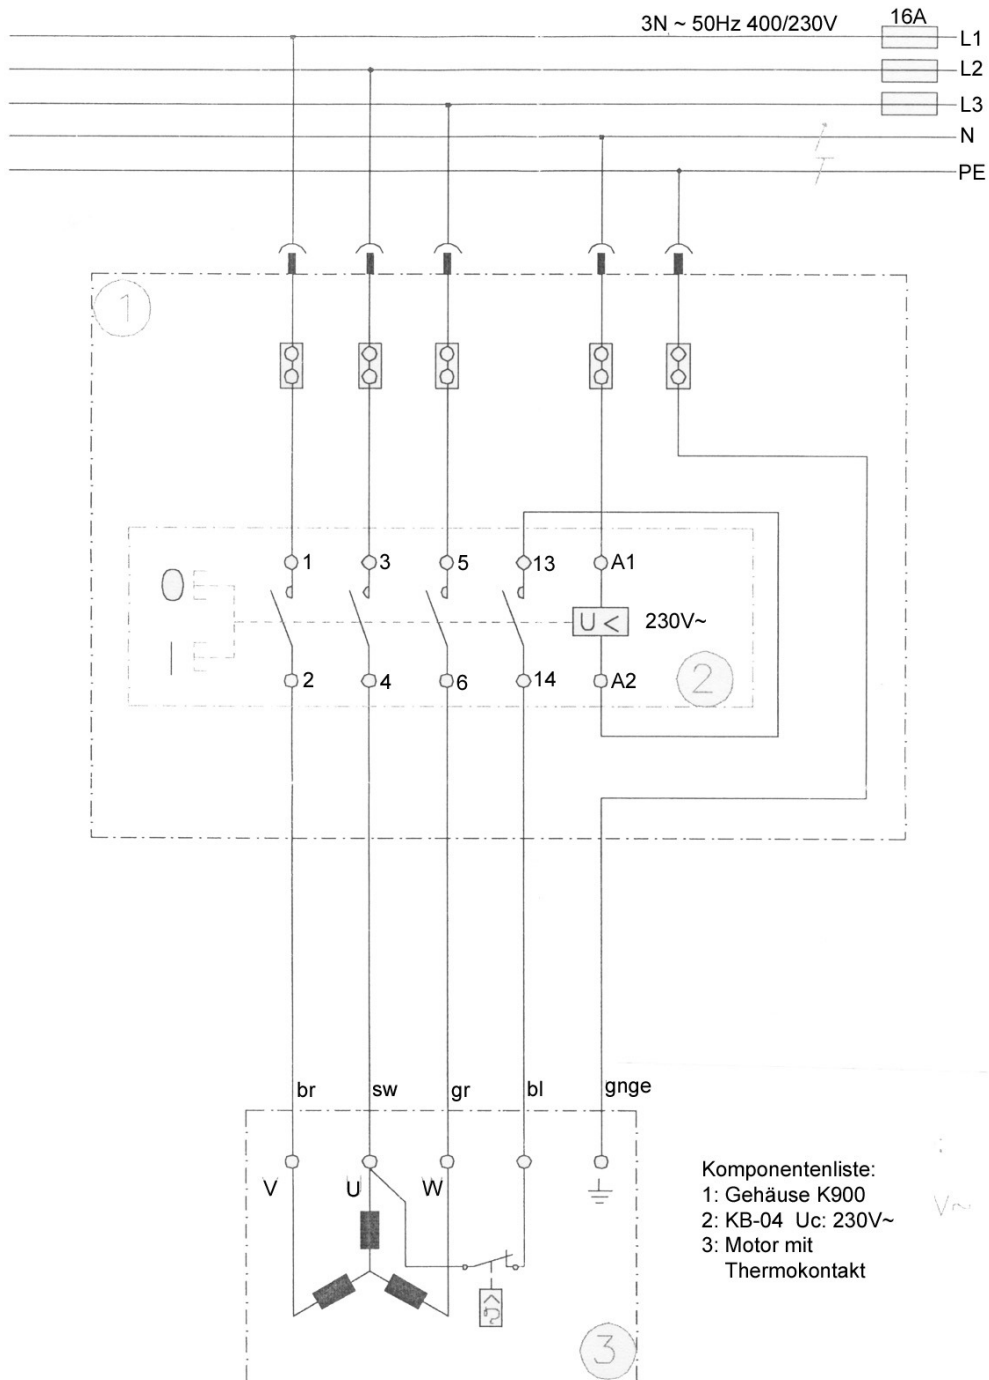 3N ~ 50Hz 400/230V
16A
L1
L2
L3
N
PE
1
1 3 5 13 A1
0
U < 230V~
I
2 4 6 14 A2
2
br sw gr bl gnge
V U W
Komponentenliste:
1: Gehäuse K900
2: KB-04 Uc: 230V~
3: Motor mit
Thermokontakt
V~
3